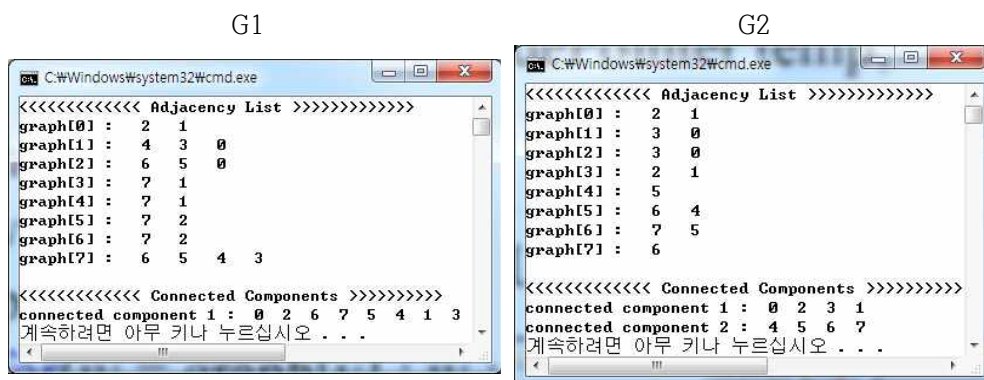 G1
G2
C:₩Windows₩system32₩cmd.exe
<<<<<<<<<<<<< Adjacency List >>>>>>>>>>>>>
graph[0] : 2 1
graph[1] : 4 3 0
graph[2] : 6 5 0
graph[3] : 7 1
graph[4] : 7 1
graph[5] : 7 2
graph[6] : 7 2
graph[7] : 6 5 4 3
<<<<<<<<<<<<< Connected Components >>>>>>>>>>
connected component 1 : 0 2 6 7 5 4 1 3
계속하려면 아무 키나 누르십시오 . . .
C:₩Windows₩system32₩cmd.exe
<<<<<<<<<<<<< Adjacency List >>>>>>>>>>>>>
graph[0] : 2 1
graph[1] : 3 0
graph[2] : 3 0
graph[3] : 2 1
graph[4] : 5
graph[5] : 6 4
graph[6] : 7 5
graph[7] : 6
<<<<<<<<<<<<< Connected Components >>>>>>>>>>
connected component 1 : 0 2 3 1
connected component 2 : 4 5 6 7
계속하려면 아무 키나 누르십시오 . . .